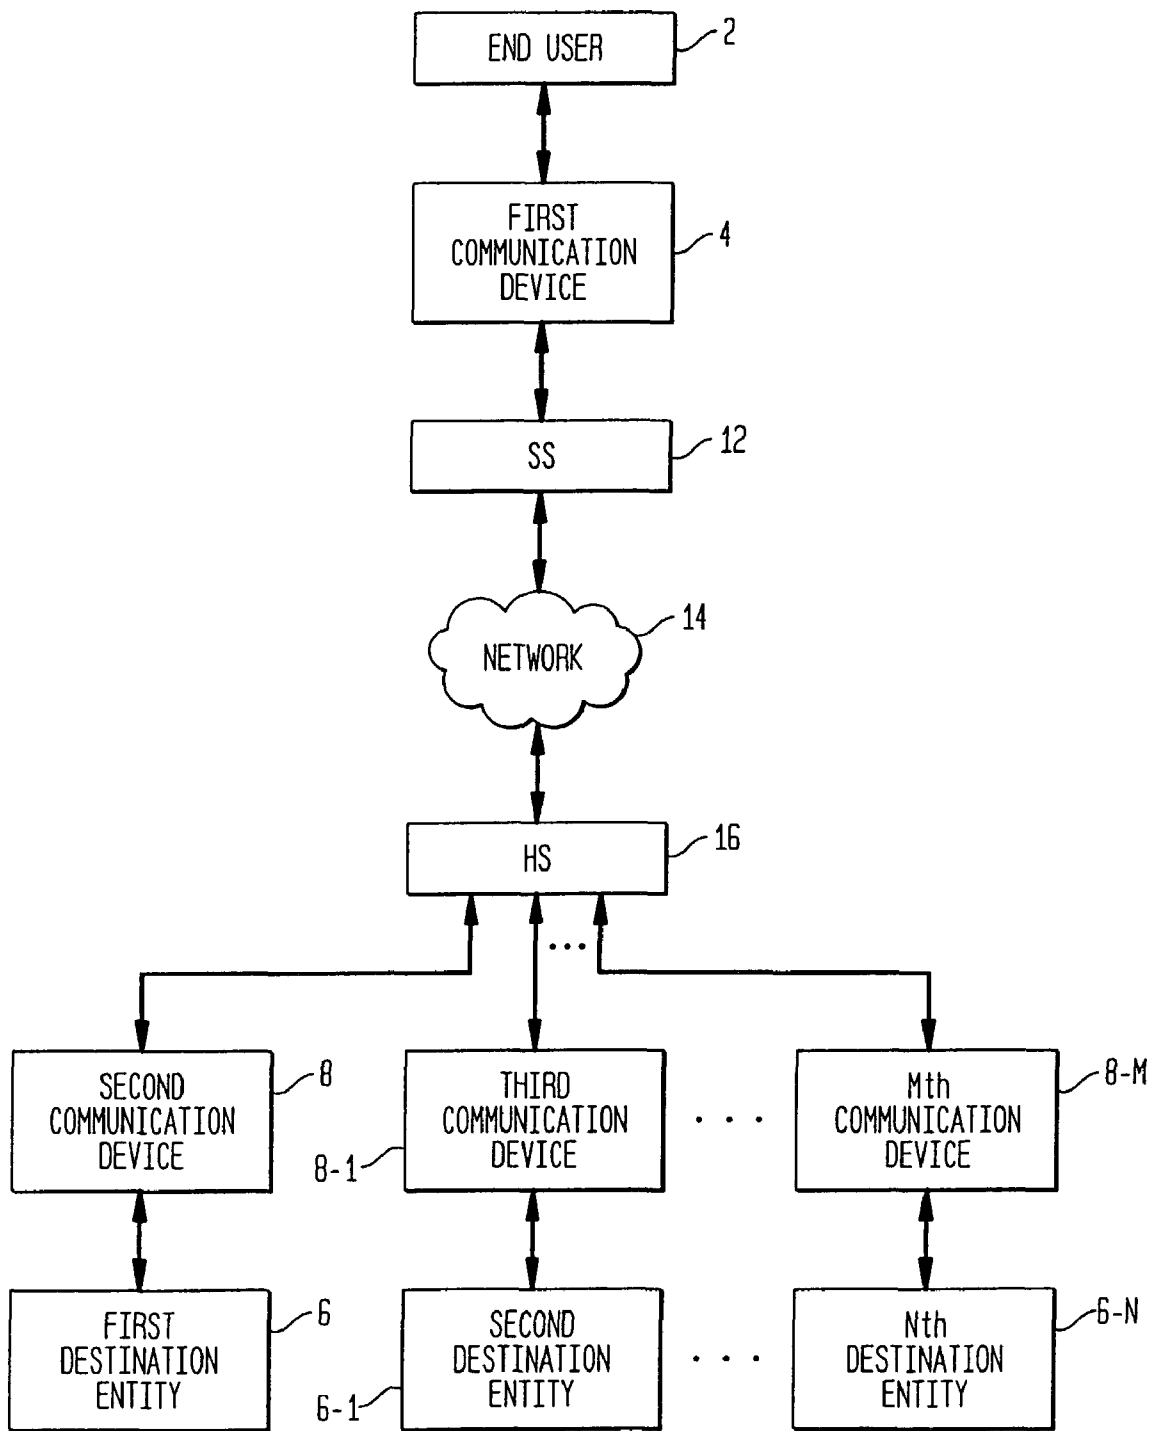 END USER
2
FIRST
COMMUNICATION
DEVICE
4
SS
12
NETWORK
14
HS
16
...
SECOND
COMMUNICATION
DEVICE
8
THIRD
COMMUNICATION
DEVICE
8-1
. . .
Mth
COMMUNICATION
DEVICE
8-M
FIRST
DESTINATION
ENTITY
6
SECOND
DESTINATION
ENTITY
6-1
. . .
Nth
DESTINATION
ENTITY
6-N